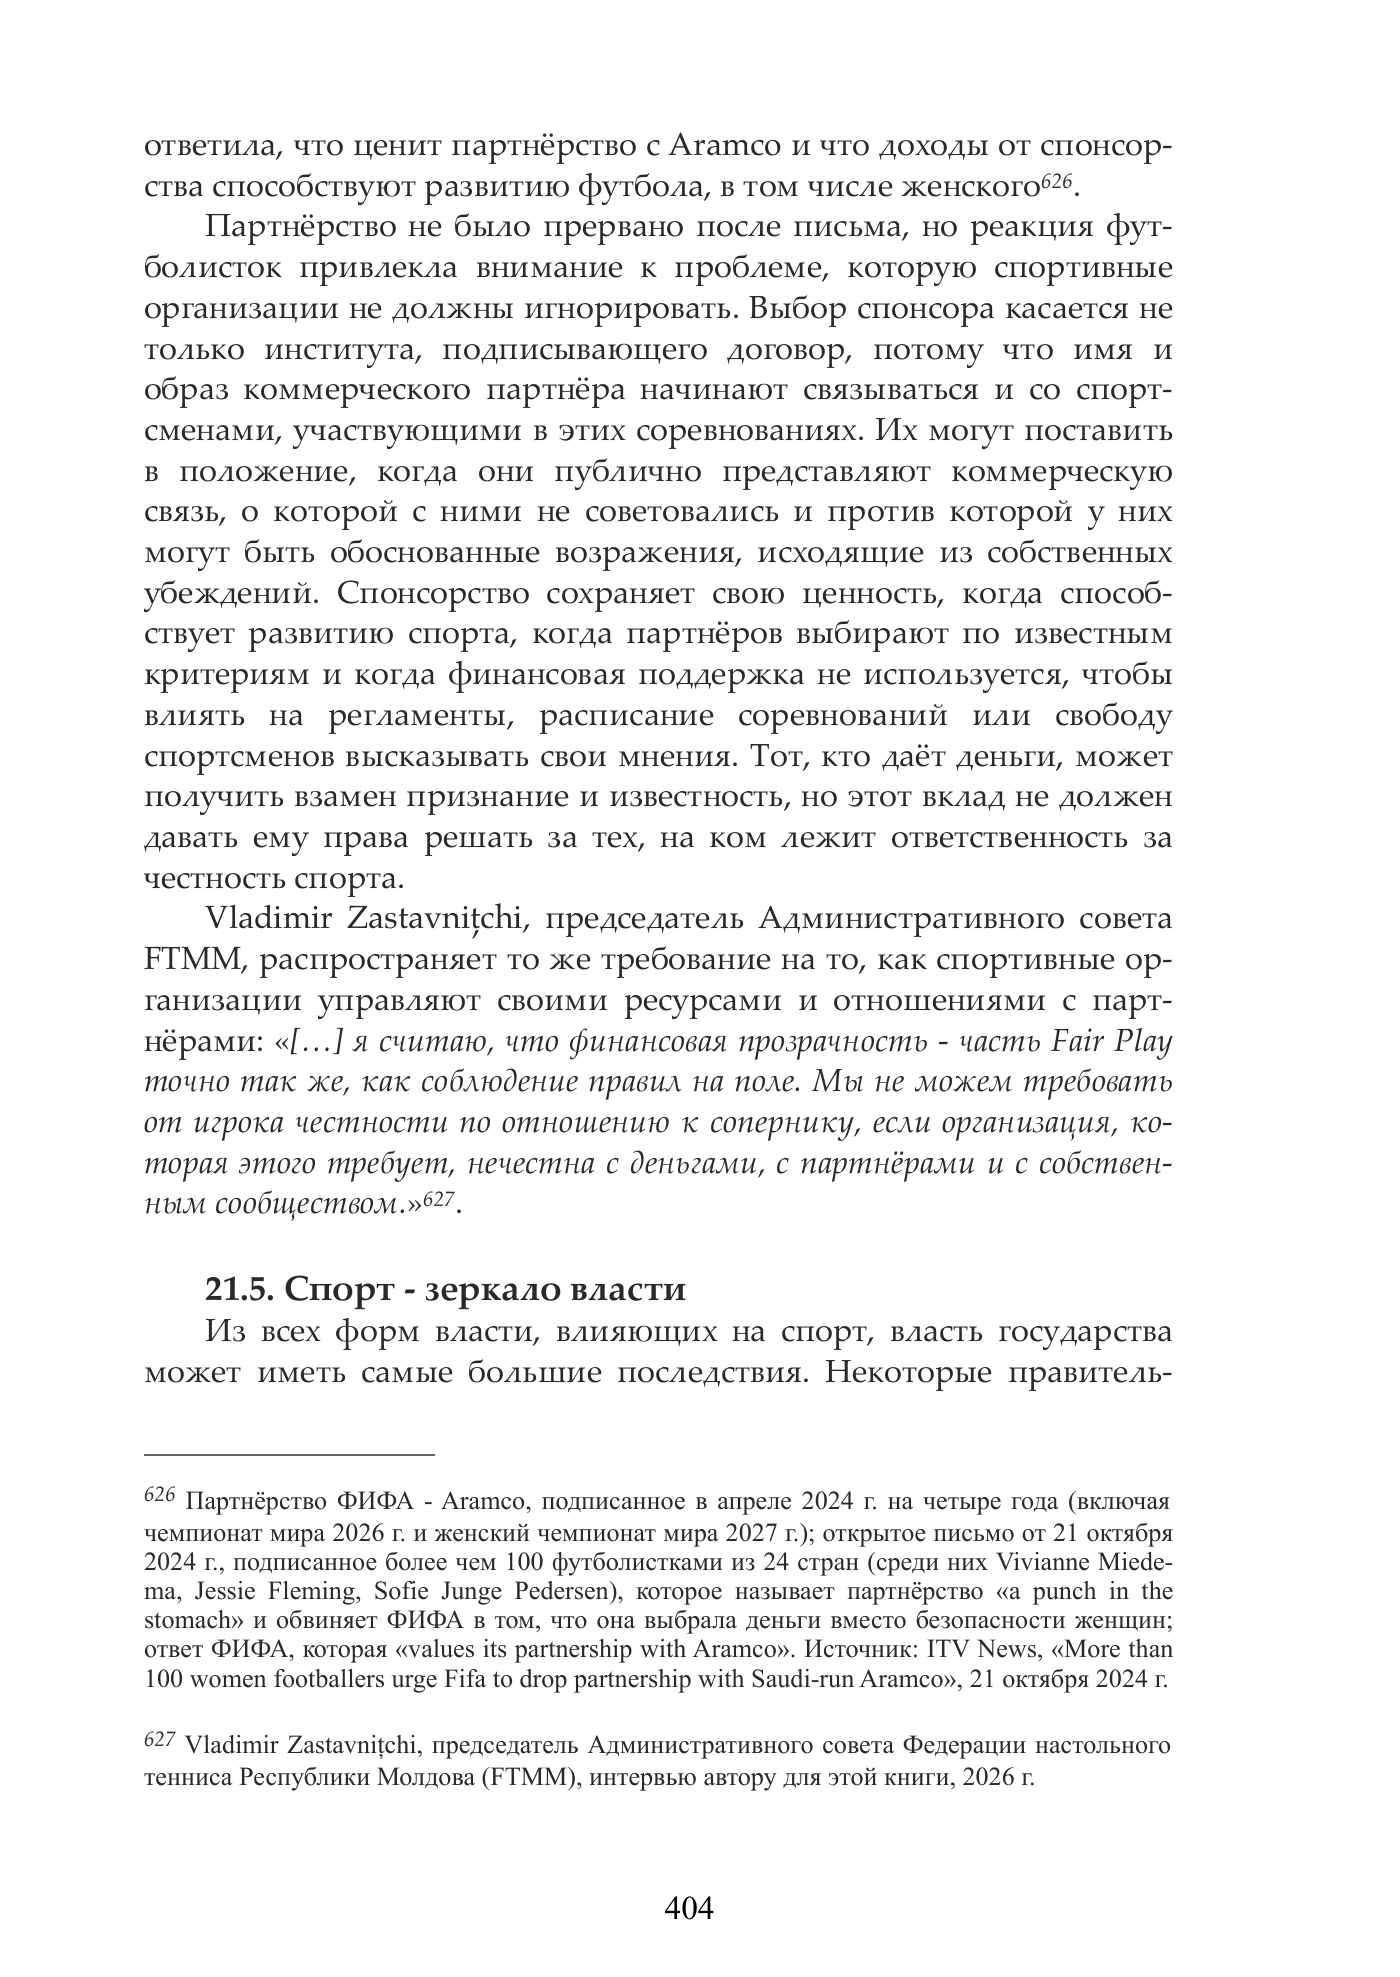 ответила, что ценит партнёрство с Aramco и что доходы от спонсор-
ства способствуют развитию футбола, в том числе женского626.
Партнёрство не было прервано после письма, но реакция фут-
болисток привлекла внимание к проблеме, которую спортивные
организации не должны игнорировать. Выбор спонсора касается не
только института, подписывающего договор, потому что имя и
образ коммерческого партнёра начинают связываться и со спорт-
сменами, участвующими в этих соревнованиях. Их могут поставить
в положение, когда они публично представляют коммерческую
связь, о которой с ними не советовались и против которой у них
могут быть обоснованные возражения, исходящие из собственных
убеждений. Спонсорство сохраняет свою ценность, когда способ-
ствует развитию спорта, когда партнёров выбирают по известным
критериям и когда финансовая поддержка не используется, чтобы
влиять на регламенты, расписание соревнований или свободу
спортсменов высказывать свои мнения. Тот, кто даёт деньги, может
получить взамен признание и известность, но этот вклад не должен
давать ему права решать за тех, на ком лежит ответственность за
честность спорта.
Vladimir Zastavnițchi, председатель Административного совета
FTMM, распространяет то же требование на то, как спортивные ор-
ганизации управляют своими ресурсами и отношениями с парт-
нёрами: «[…] я считаю, что финансовая прозрачность - часть Fair Play
точно так же, как соблюдение правил на поле. Мы не можем требовать
от игрока честности по отношению к сопернику, если организация, ко-
торая этого требует, нечестна с деньгами, с партнёрами и с собствен-
ным сообществом.»627.
21.5. Спорт - зеркало власти
Из всех форм власти, влияющих на спорт, власть государства
может иметь самые большие последствия. Некоторые правитель-
626 Партнёрство ФИФА - Aramco, подписанное в апреле 2024 г. на четыре года (включая
чемпионат мира 2026 г. и женский чемпионат мира 2027 г.); открытое письмо от 21 октября
2024 г., подписанное более чем 100 футболистками из 24 стран (среди них Vivianne Miede-
ma, Jessie Fleming, Sofie Junge Pedersen), которое называет партнёрство «a punch in the
stomach» и обвиняет ФИФА в том, что она выбрала деньги вместо безопасности женщин;
ответ ФИФА, которая «values its partnership with Aramco». Источник: ITV News, «More than
100 women footballers urge Fifa to drop partnership with Saudi-run Aramco», 21 октября 2024 г.
627 Vladimir Zastavnițchi, председатель Административного совета Федерации настольного
тенниса Республики Молдова (FTMM), интервью автору для этой книги, 2026 г.
404